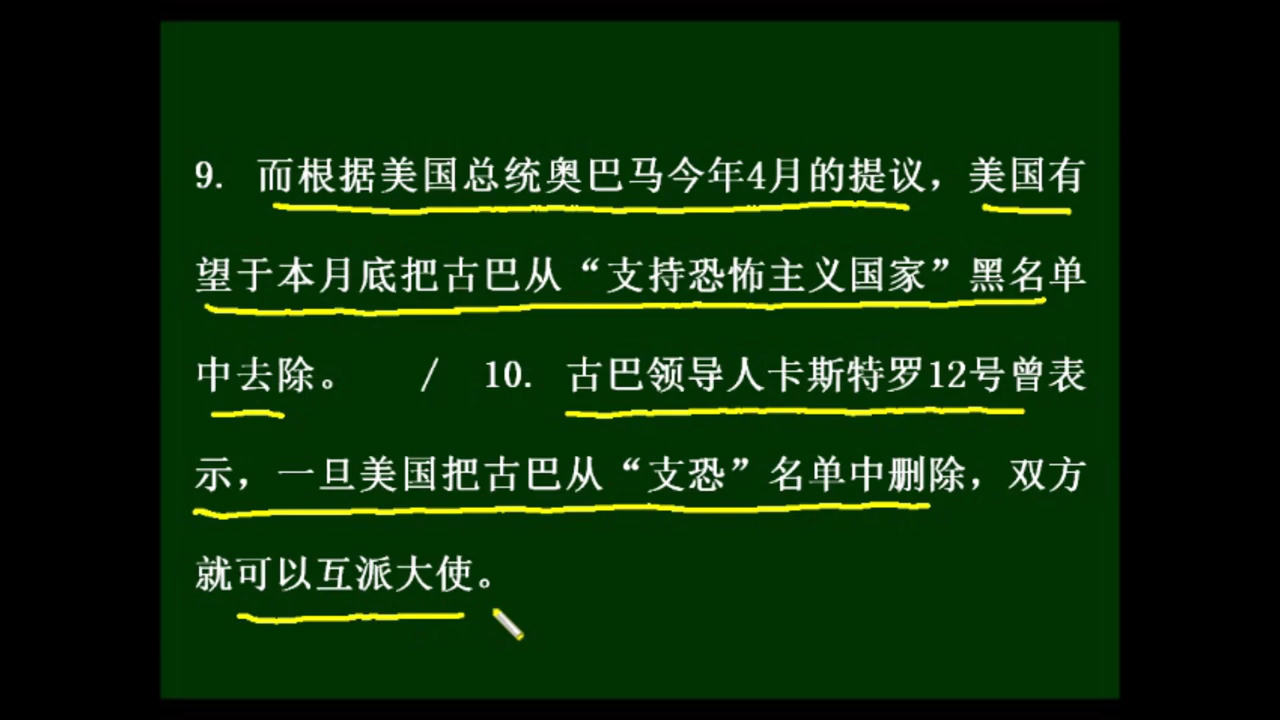 9. 而根据美国总统奥巴马今年4月的提议，美国有
望于本月底把古巴从“支持恐怖主义国家”黑名单
中去除。 / 10. 古巴领导人卡斯特罗12号曾表
示，一旦美国把古巴从“支恐”名单中删除，双方
就可以互派大使。